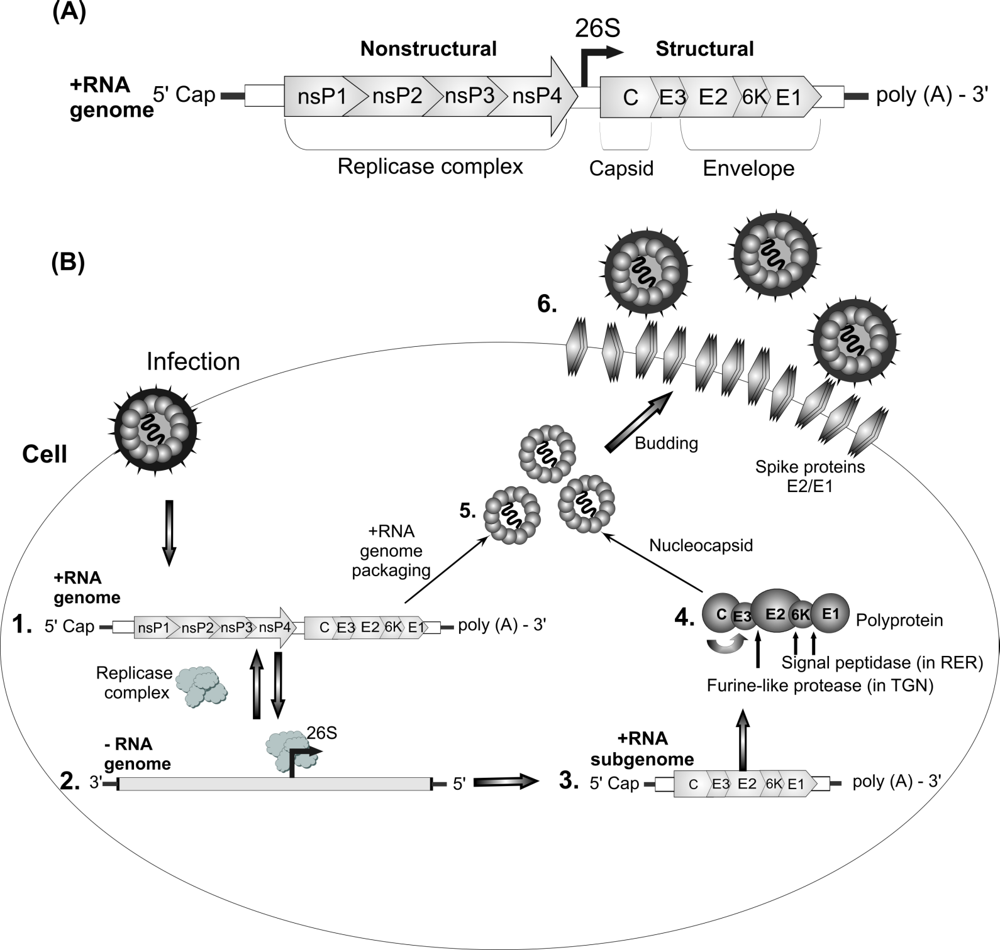 (A)
26S
Nonstructural
Structural
+RNA
genome
5' Cap
nsP1
nsP2
nsP3
nsP4
C
E3
E2
6K
E1
poly (A) - 3'
Replicase complex
Capsid
Envelope
(B)
6.
Infection
Cell
Budding
Spike proteins
E2/E1
5.
+RNA
genome
packaging
Nucleocapsid
+RNA
genome
1.
5' Cap
nsP1
nsP2
nsP3
nsP4
C
E3
E2
6K
E1
poly (A) - 3'
4.
C
E3
E2
6K
E1
Polyprotein
Signal peptidase (in RER)
Furine-like protease (in TGN)
Replicase
complex
26S
- RNA
genome
2.
3'
5'
+RNA
subgenome
3.
5' Cap
C
E3
E2
6K
E1
poly (A) - 3'